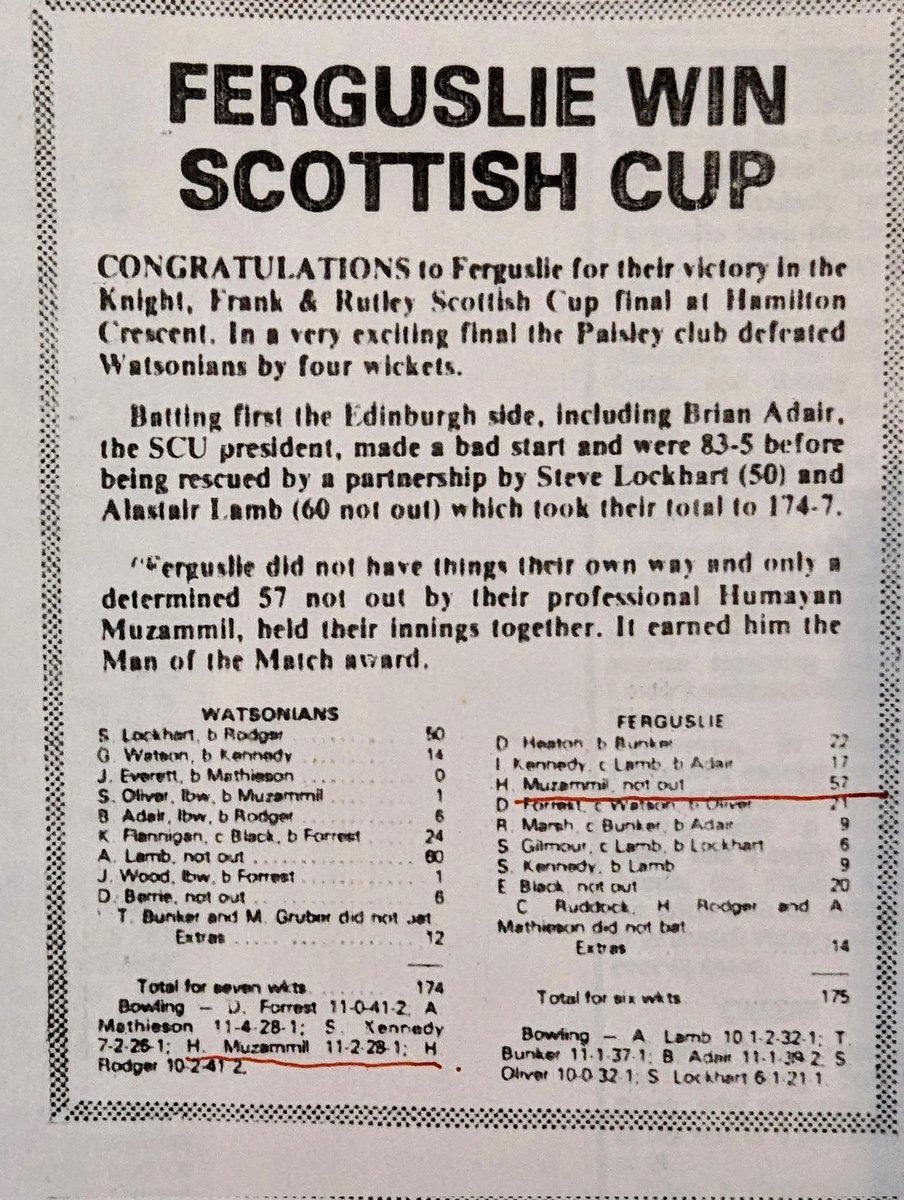 FERGUSLIE WIN
SCOTTISH CUP
CONGRATULATIONS to Ferguslie for their victory in the
Knight, Frank & Rutley Scottish Cup final at Hamilton
Crescent. In a very exciting final the Paisley club defeated
Watsonians by four wickets.
Batting first the Edinburgh side, including Brian Adair,
the SCU president, made a bad start and were 83-5 before
being rescued by a partnership by Steve Lockhart (50) and
Alastair Lamb (60 not out) which took their total to 174-7.
Ferguslie did not have things their own way and only a
determined 57 not out by their professional Humayan
Muzammil, held their innings together. It earned him the
Man of the Match award.
WATSONIANS
S. Lockhart, b Rodger 50
G. Watson, b Kennedy 14
J. Everett, b Mathieson 0
S. Oliver, lbw, b Muzammil 1
B. Adair, lbw, b Rodger 6
K. Flannigan, c Black, b Forrest 24
A. Lamb, not out 60
J. Wood, lbw, b Forrest 1
D. Berrie, not out 6
T. Bunker and M. Gruber did not bat
Extras 12
Total for seven wkts 174
Bowling — D. Forrest 11-0-41-2, A
Mathieson 11-4-28-1; S. Kennedy
7-2-26-1; H. Muzammil 11-2-28-1; H
Rodger 10-2-41-2.
FERGUSLIE
D Heaton, b Bunker 22
I Kennedy, c Lamb, b Adair 17
H. Muzammil, not out 57
D Forrest, c Watson, b Oliver 21
R. Marsh, c Bunker, b Adair 9
S Gilmour, c Lamb, b Lockhart 6
S. Kennedy, b Lamb 9
E Black not out 20
C Ruddock, H Rodger and A
Mathieson did not bat
Extras 14
Total for six wkts 175
Bowling — A. Lamb 10 1-2-32-1; T.
Bunker 11-1-37-1; B Adair 11-1-39-2, S
Oliver 10-0-32-1; S Lockhart 6-1-21-1